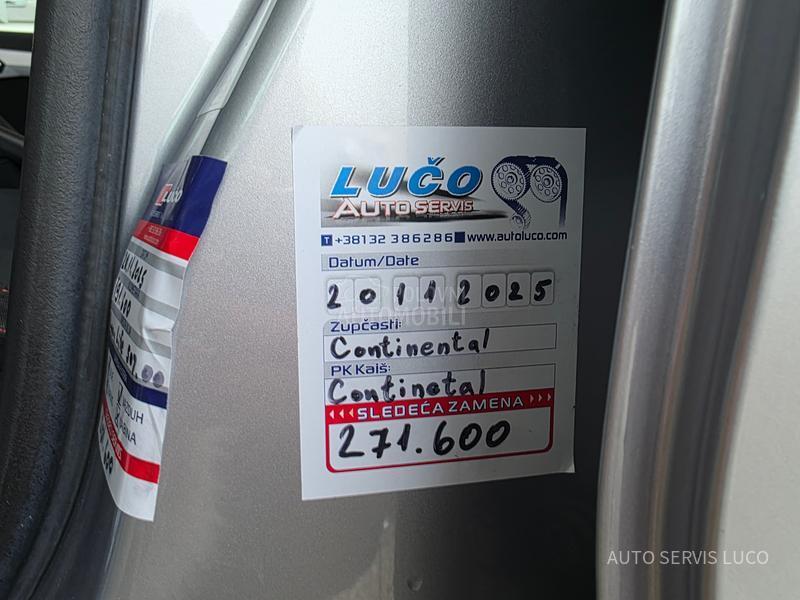 LUČO
AUTO SERVIS
T +38132 386286 www.autoluco.com
Datum/Date
20112025
Zupčasti:
Continental
PK Kaiš:
Continetal
SLEDEĆA ZAMENA
271.600
LUČO
AUTO SERVIS LUCO